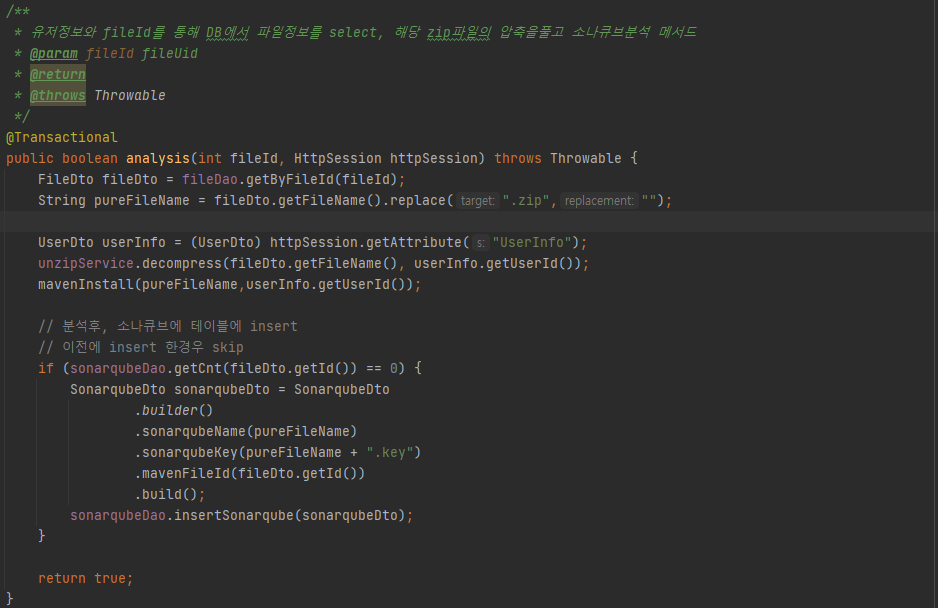 /**
 * 유저정보와 fileId를 통해 DB에서 파일정보를 select, 해당 zip파일의 압축을풀고 소나큐브분석 메서드
 * @param fileId fileUid
 * @return
 * @throws Throwable
 */
@Transactional
public boolean analysis(int fileId, HttpSession httpSession) throws Throwable {
    FileDto fileDto = fileDao.getByFileId(fileId);
    String pureFileName = fileDto.getFileName().replace( target: ".zip", replacement: "");

    UserDto userInfo = (UserDto) httpSession.getAttribute( s: "UserInfo");
    unzipService.decompress(fileDto.getFileName(), userInfo.getUserId());
    mavenInstall(pureFileName,userInfo.getUserId());

    // 분석후, 소나큐브에 테이블에 insert
    // 이전에 insert 한경우 skip
    if (sonarqubeDao.getCnt(fileDto.getId()) == 0) {
        SonarqubeDto sonarqubeDto = SonarqubeDto
                .builder()
                .sonarqubeName(pureFileName)
                .sonarqubeKey(pureFileName + ".key")
                .mavenFileId(fileDto.getId())
                .build();
        sonarqubeDao.insertSonarqube(sonarqubeDto);
    }

    return true;
}